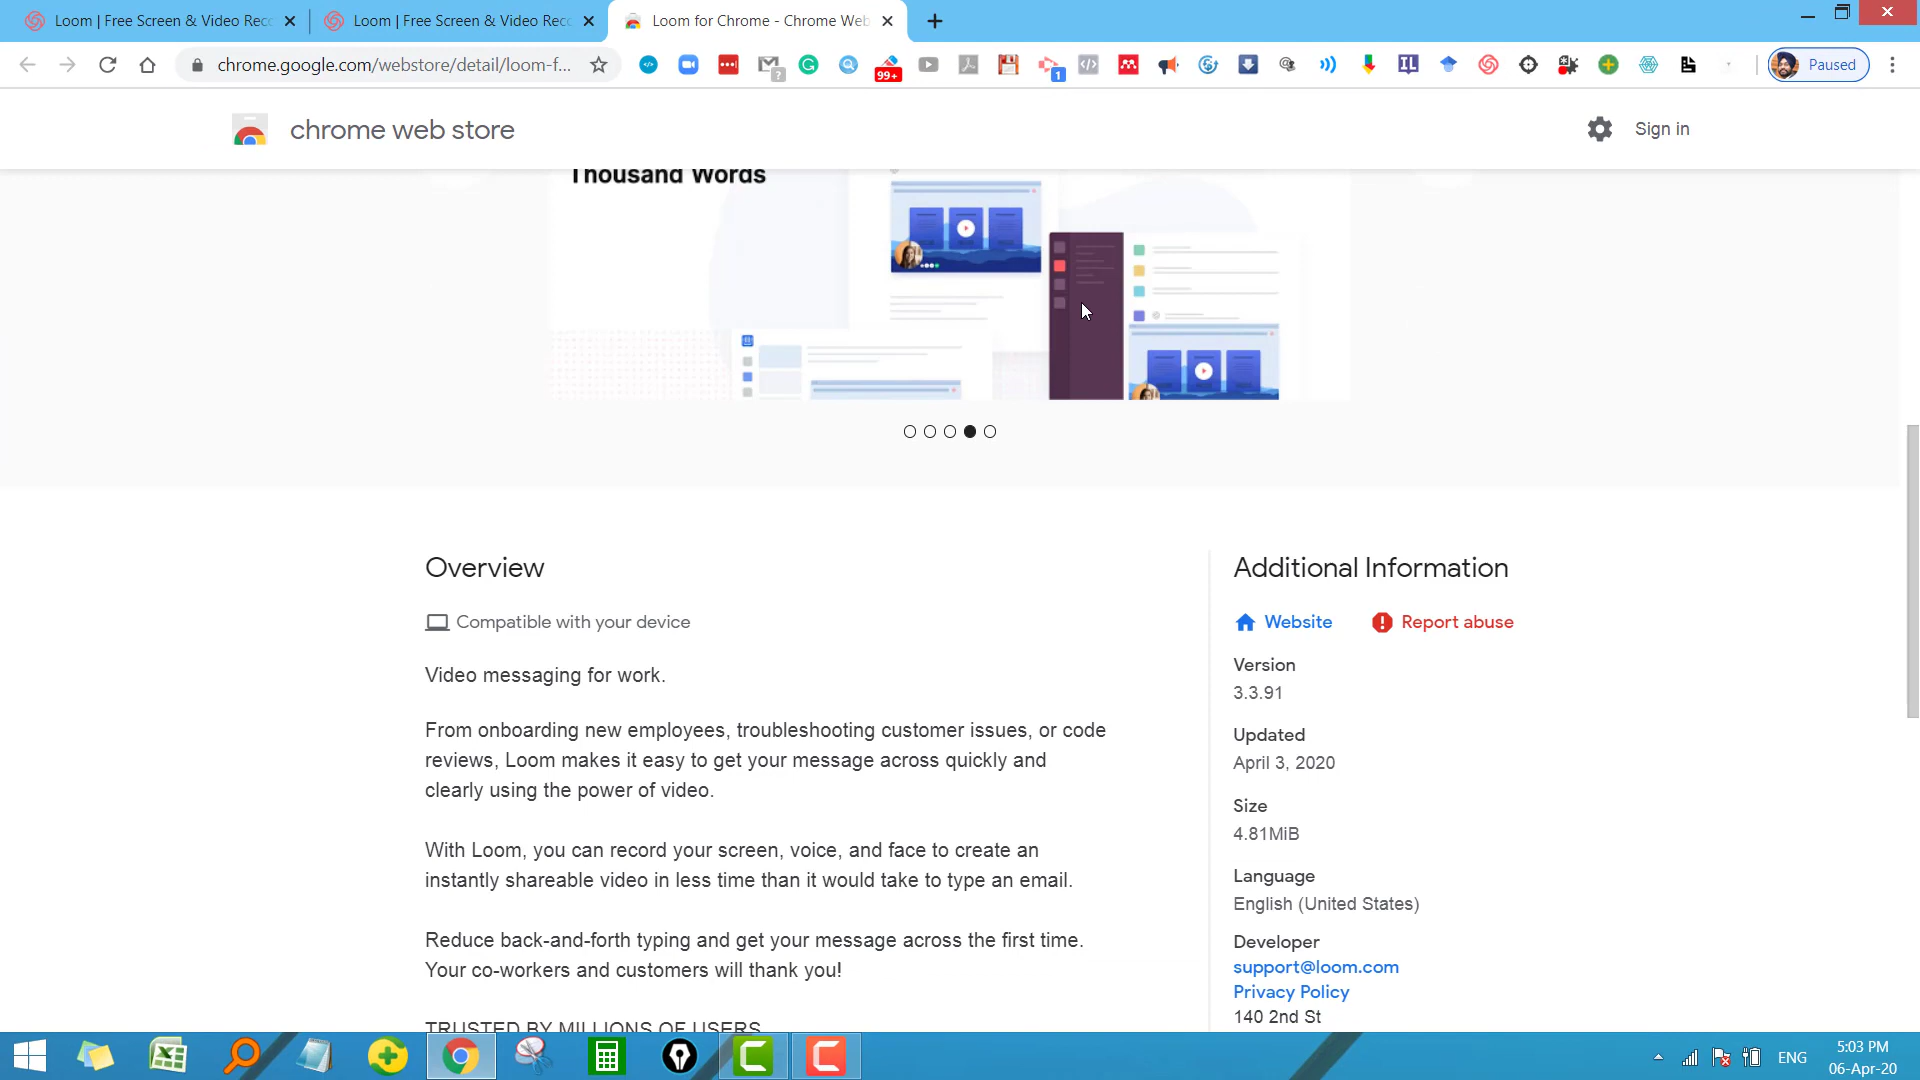 Loom | Free Screen & Video Reco
Loom | Free Screen & Video Reco
Loom for Chrome - Chrome Web
chrome.google.com/webstore/detail/loom-f...
99+
1
Paused
chrome web store
Sign in
Thousand Words
Overview
Compatible with your device
Video messaging for work.
From onboarding new employees, troubleshooting customer issues, or code
reviews, Loom makes it easy to get your message across quickly and
clearly using the power of video.
With Loom, you can record your screen, voice, and face to create an
instantly shareable video in less time than it would take to type an email.
Reduce back-and-forth typing and get your message across the first time.
Your co-workers and customers will thank you!
TRUSTED BY MILLIONS OF USERS
Additional Information
Website
Report abuse
Version
3.3.91
Updated
April 3, 2020
Size
4.81MiB
Language
English (United States)
Developer
support@loom.com
Privacy Policy
140 2nd St
ENG
5:03 PM
06-Apr-20